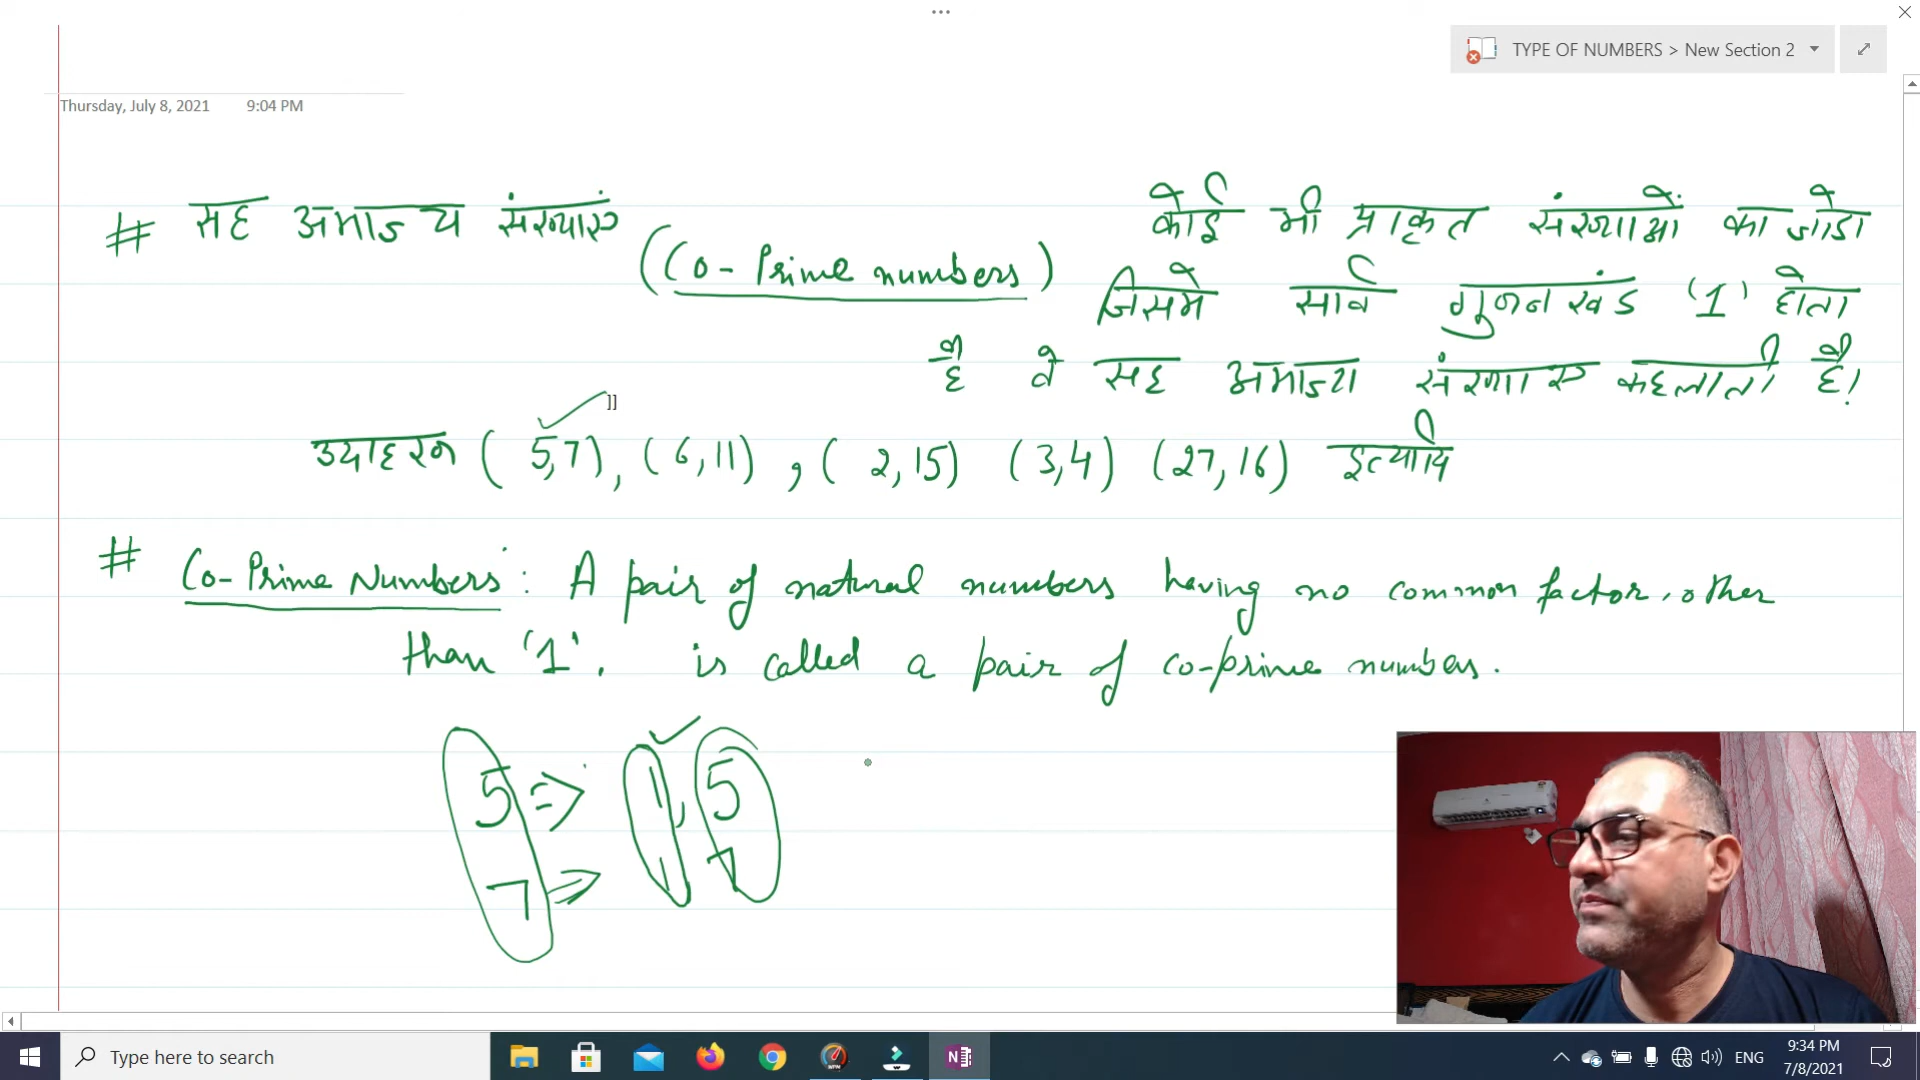 TYPE OF NUMBERS > New Section 2
Thursday, July 8, 2021 9:04 PM
# सह अभाज्य संख्याए (Co-Prime numbers) कोई भी प्राकृत संख्याओं का जोडा
जिसमे सार्व गुणनखंड '1' होता
है वे सह अभाज्य संख्याए कहलाती है।
उदाहरण (5,7), (6,11), (2,15) (3,4) (27,16) इत्यादि
# Co-Prime Numbers: A pair of natural numbers having no common factor, other
than '1'. is called a pair of co-prime numbers.
5 ⇒ 1, 5
7 ⇒ 1 7
Type here to search
ENG
9:34 PM
7/8/2021